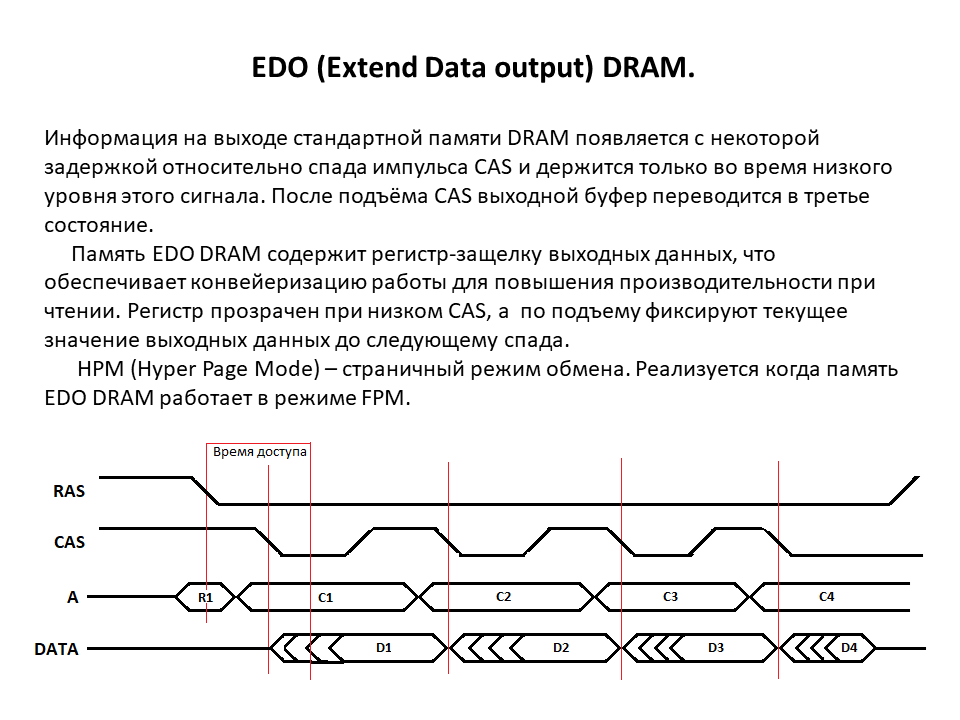 EDO (Extend Data output) DRAM.
Информация на выходе стандартной памяти DRAM появляется с некоторой
задержкой относительно спада импульса CAS и держится только во время низкого
уровня этого сигнала. После подъёма CAS выходной буфер переводится в третье
состояние.
Память EDO DRAM содержит регистр-защелку выходных данных, что
обеспечивает конвейеризацию работы для повышения производительности при
чтении. Регистр прозрачен при низком CAS, а по подъему фиксируют текущее
значение выходных данных до следующему спада.
HPM (Hyper Page Mode) – страничный режим обмена. Реализуется когда память
EDO DRAM работает в режиме FPM.
Время доступа
RAS
CAS
A R1 C1 C2 C3 C4
DATA D1 D2 D3 D4